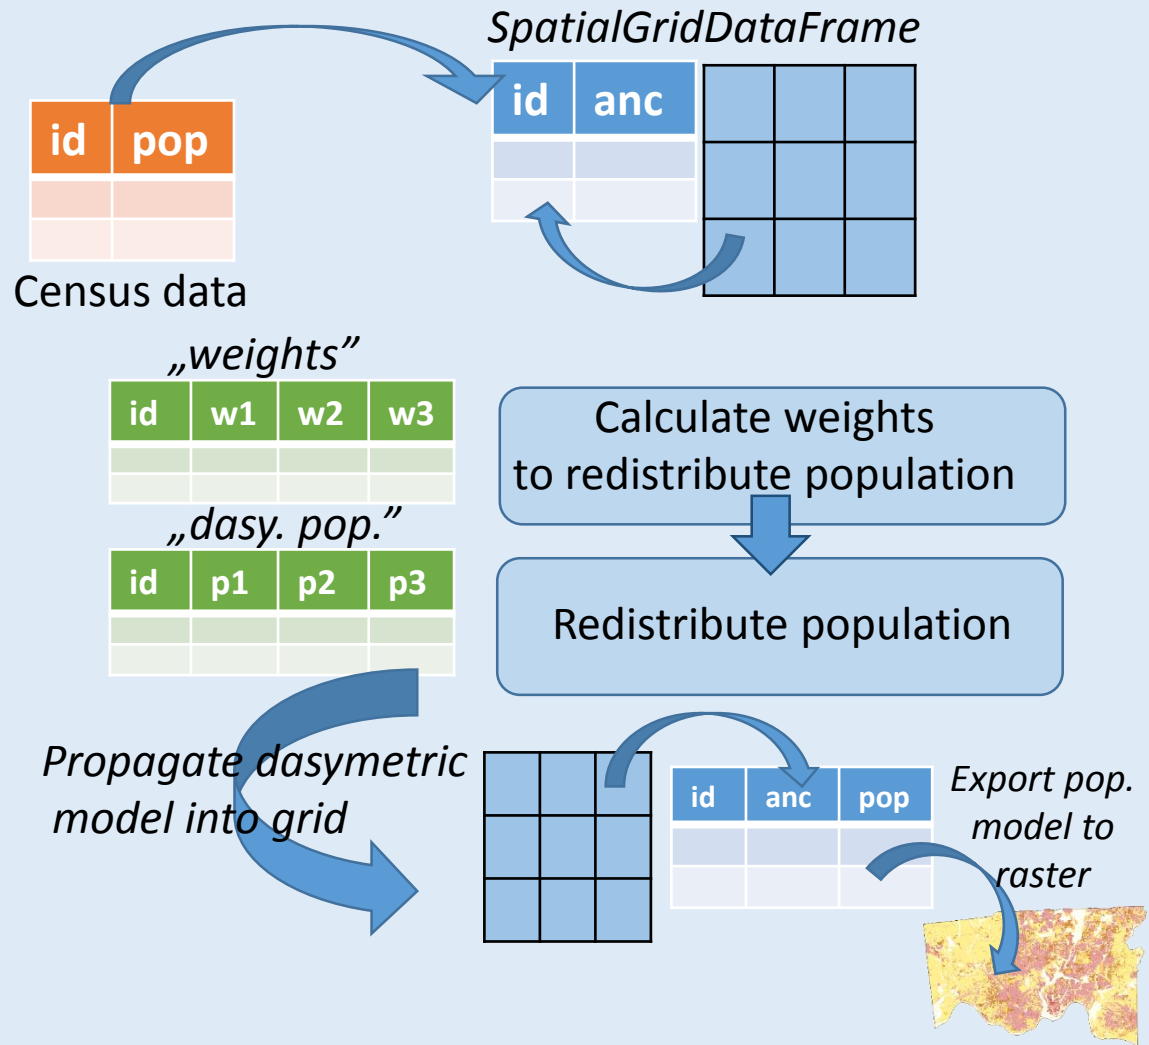 SpatialGridDataFrame
id pop
id anc
Census data
„weights”
id w1 w2 w3
Calculate weights
to redistribute population
„dasy. pop.”
id p1 p2 p3
Redistribute population
Propagate dasymetric
model into grid
id anc pop
Export pop.
model to
raster